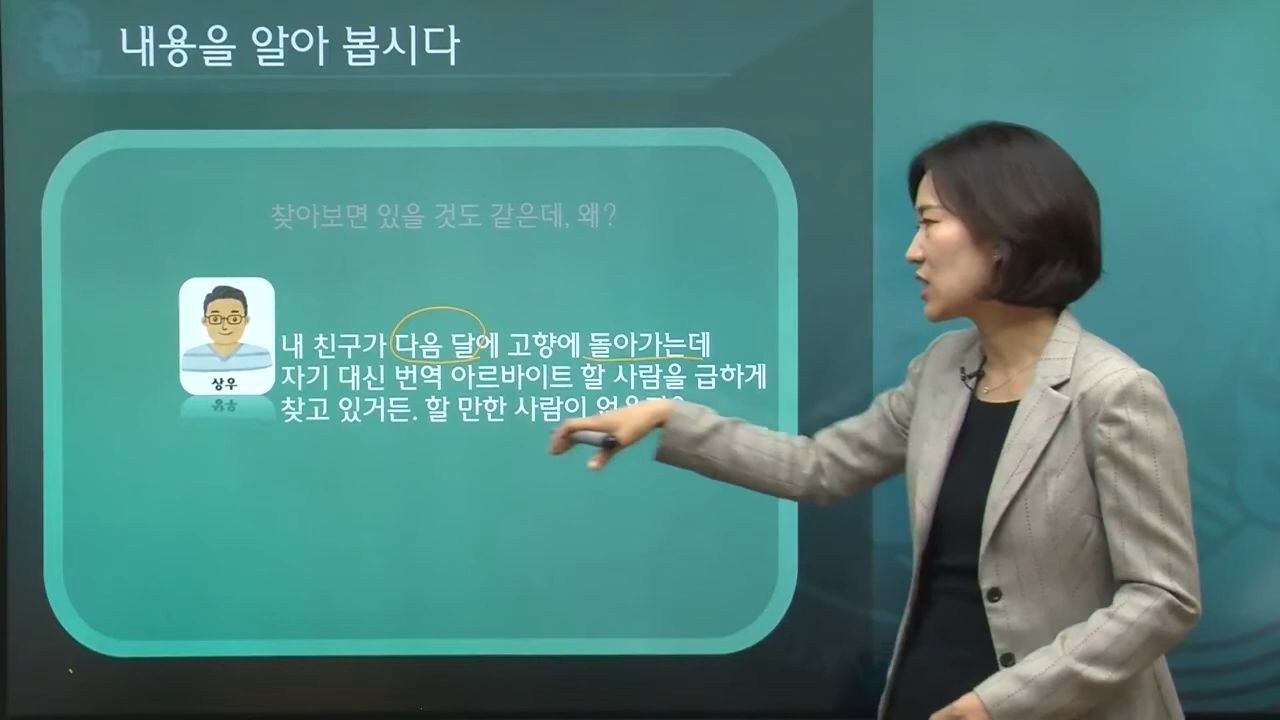 내용을 알아 봅시다
찾아보면 있을 것도 같은데, 왜?
내 친구가 다음 달에 고향에 돌아가는데
자기 대신 번역 아르바이트 할 사람을 급하게
찾고 있거든. 할 만한 사람이
상우